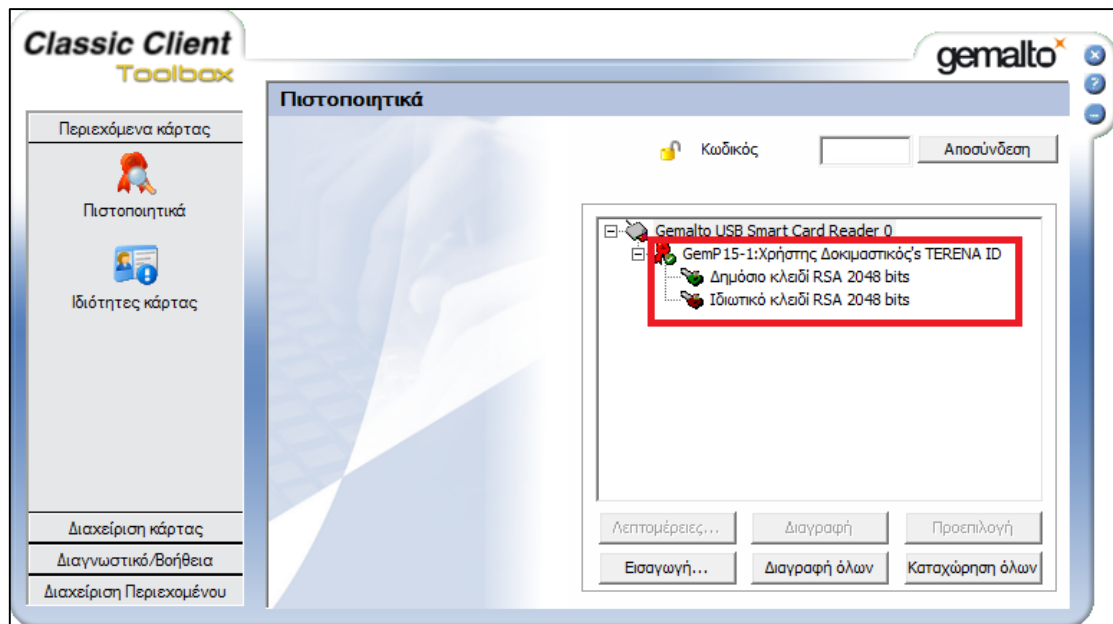 Classic Client
Toolbox
gemalto
Πιστοποιητικά
Περιεχόμενα κάρτας
Πιστοποιητικά
Ιδιότητες κάρτας
Διαχείριση κάρτας
Διαγνωστικό/Βοήθεια
Διαχείριση Περιεχομένου
Κωδικός
Αποσύνδεση
Gemalto USB Smart Card Reader 0
GemP15-1:Χρήστης Δοκιμαστικός's TERENA ID
Δημόσιο κλειδί RSA 2048 bits
Ιδιωτικό κλειδί RSA 2048 bits
Λεπτομέρειες... Διαγραφή Προεπιλογή
Εισαγωγή... Διαγραφή όλων Καταχώρηση όλων